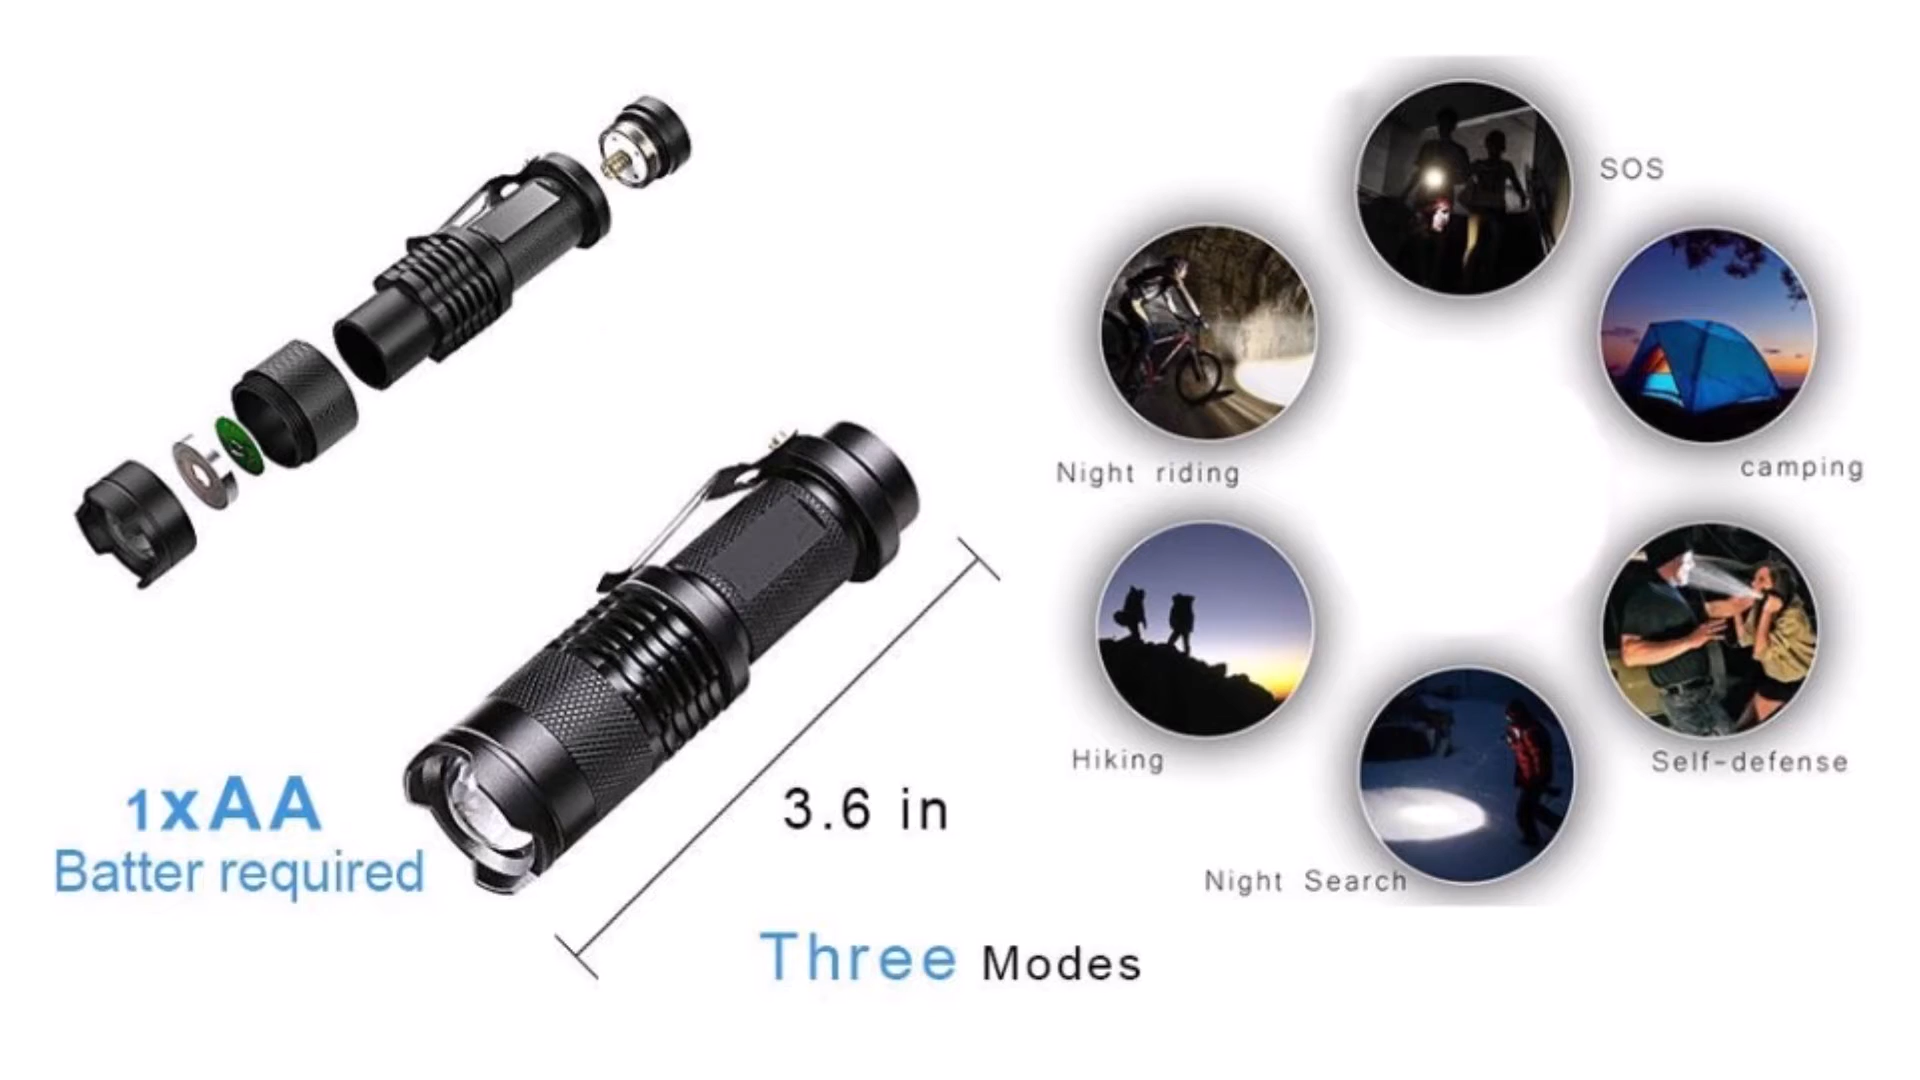 SOS
Night riding
camping
Hiking
Self-defense
Night Search
1xAA
Batter required
3.6 in
Three Modes